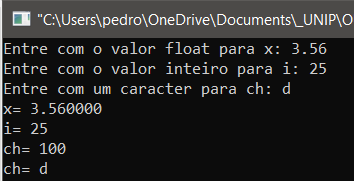 "C:\Users\pedro\OneDrive\Documents\_UNIP\O
Entre com o valor float para x: 3.56
Entre com o valor inteiro para i: 25
Entre com um caracter para ch: d
x= 3.560000
i= 25
ch= 100
ch= d